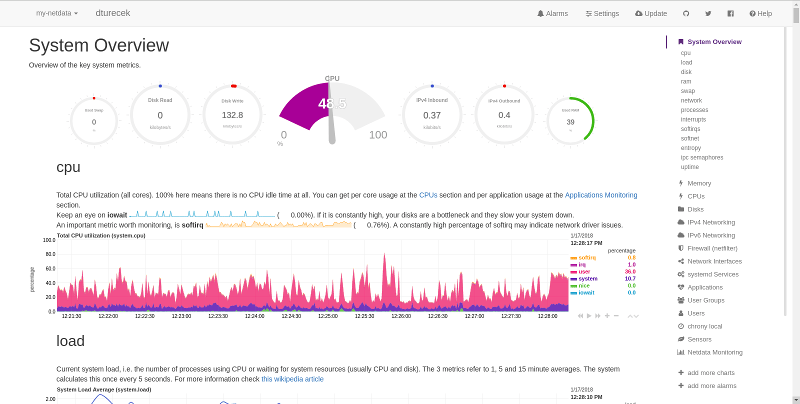 my-netdata
dturecek
Alarms
Settings
Update
Help
System Overview
Overview of the key system metrics.
CPU
Used Swap
0
%
Disk Read
0
kilobytes/s
Disk Write
132.8
kilobytes/s
48.5
0
100
%
IPv4 Inbound
0.37
kilobits/s
IPv4 Outbound
0.4
kilobits/s
Used RAM
39
%
cpu
Total CPU utilization (all cores). 100% here means there is no CPU idle time at all. You can get per core usage at the CPUs section and per application usage at the Applications Monitoring
section.
Keep an eye on iowait ( 0.00%). If it is constantly high, your disks are a bottleneck and they slow your system down.
An important metric worth monitoring, is softirq ( 0.76%). A constantly high percentage of softirq may indicate network driver issues.
Total CPU utilization (system.cpu)
1/17/2018
12:28:17 PM
percentage
softirq 0.8
irq 1.0
user 36.0
system 10.7
nice 0.0
iowait 0.0
percentage
100.0
80.0
60.0
40.0
20.0
0.0
12:21:30 12:22:00 12:22:30 12:23:00 12:23:30 12:24:00 12:24:30 12:25:00 12:25:30 12:26:00 12:26:30 12:27:00 12:27:30 12:28:00
load
Current system load, i.e. the number of processes using CPU or waiting for system resources (usually CPU and disk). The 3 metrics refer to 1, 5 and 15 minute averages. The system
calculates this once every 5 seconds. For more information check this wikipedia article
System Load Average (system.load)
1/17/2018
12:28:10 PM
load
2.00
System Overview
cpu
load
disk
ram
swap
network
processes
interrupts
softirqs
softnet
entropy
ipc semaphores
uptime
Memory
CPUs
Disks
IPv4 Networking
IPv6 Networking
Firewall (netfilter)
Network Interfaces
systemd Services
Applications
User Groups
Users
chrony local
Sensors
Netdata Monitoring
add more charts
add more alarms